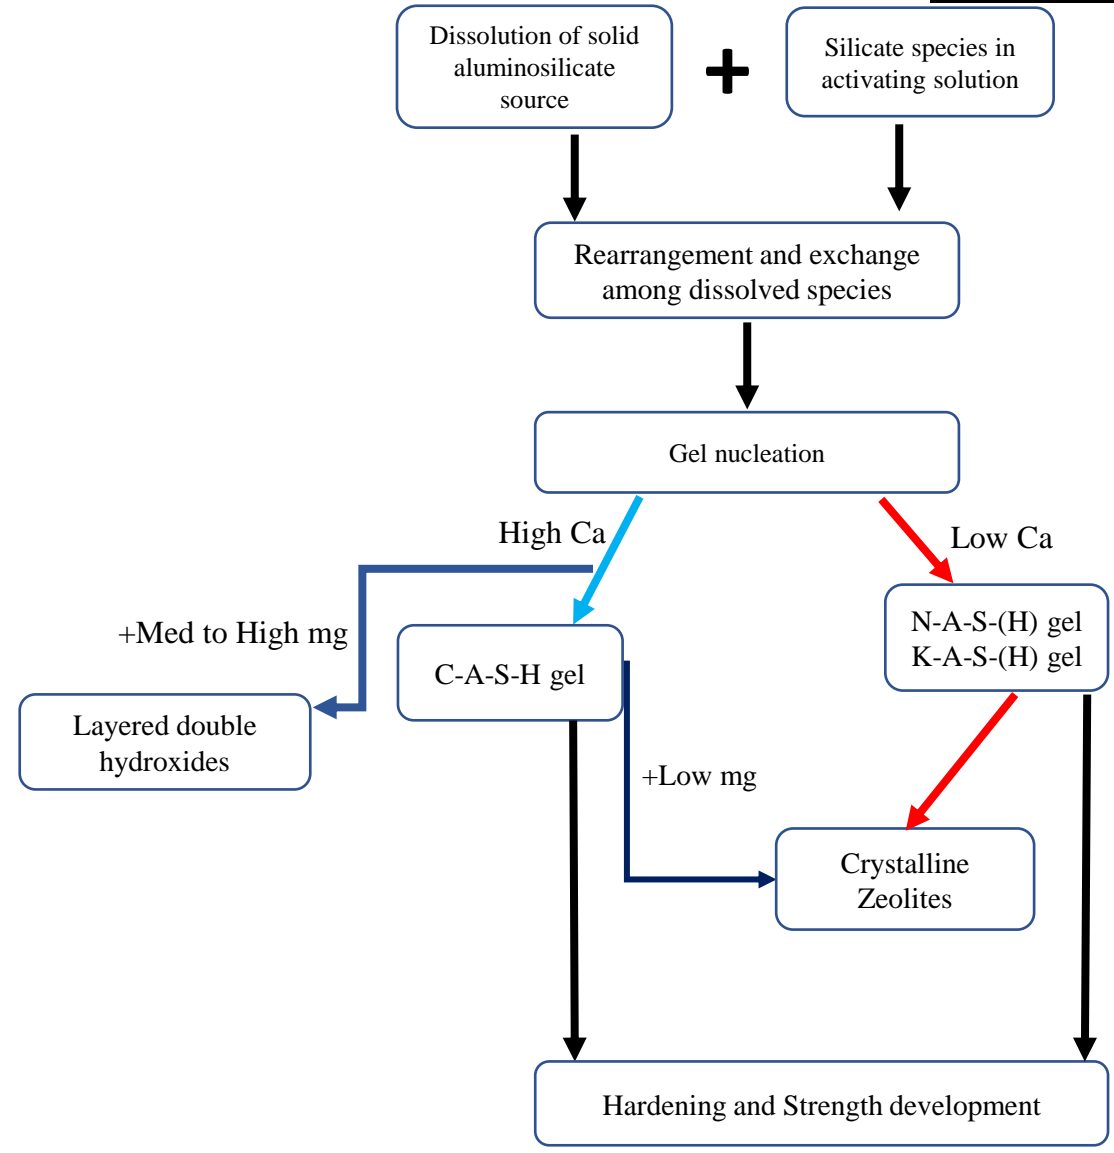 Dissolution of solid
aluminosilicate
source
+
Silicate species in
activating solution
Rearrangement and exchange
among dissolved species
Gel nucleation
High Ca
Low Ca
N-A-S-(H) gel
K-A-S-(H) gel
+Med to High mg
C-A-S-H gel
Layered double
hydroxides
+Low mg
Crystalline
Zeolites
Hardening and Strength development